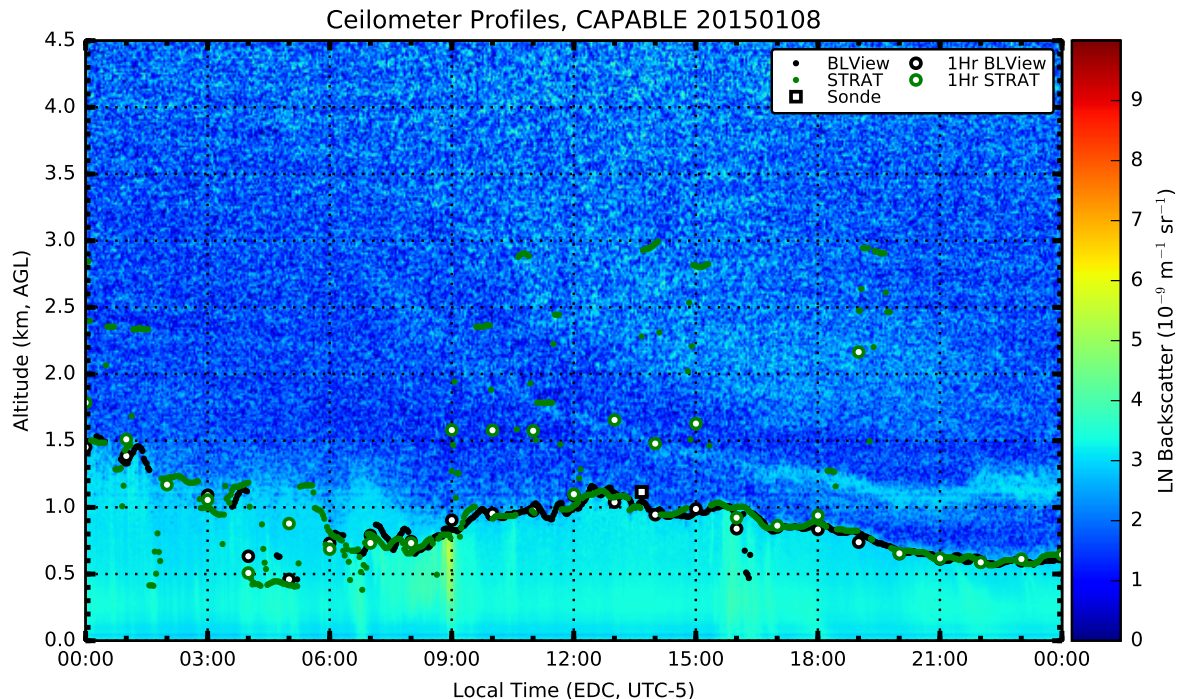 Ceilometer Profiles, CAPABLE 20150108
BLView
STRAT
Sonde
1Hr BLView
1Hr STRAT
Altitude (km, AGL)
4.5
4.0
3.5
3.0
2.5
2.0
1.5
1.0
0.5
0.0
00:00 03:00 06:00 09:00 12:00 15:00 18:00 21:00 00:00
Local Time (EDC, UTC-5)
9
8
7
6
5
4
3
2
1
0
LN Backscatter (10⁻⁹ m⁻¹ sr⁻¹)